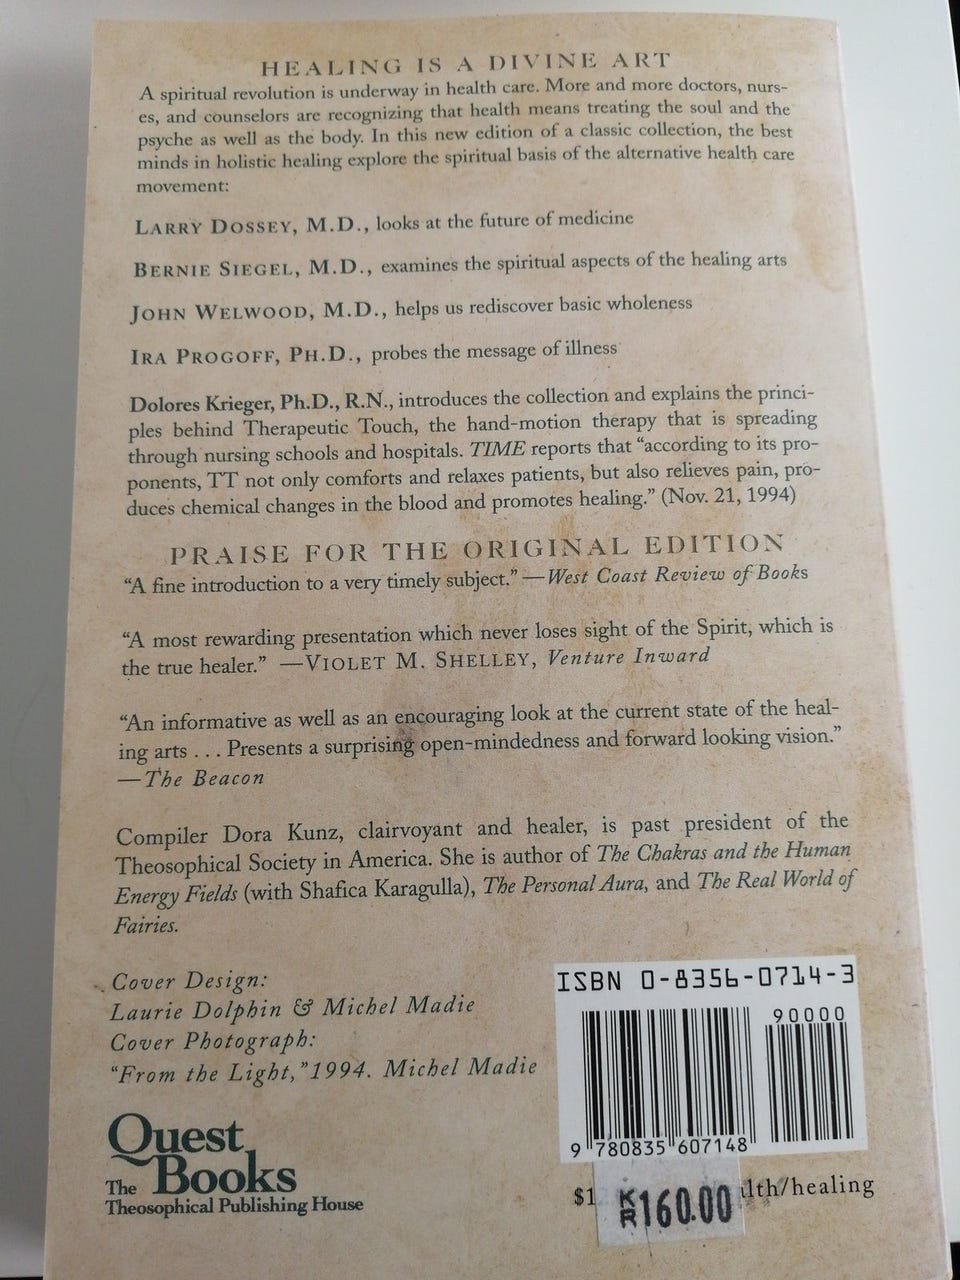 HEALING IS A DIVINE ART
A spiritual revolution is underway in health care. More and more doctors, nurs-
es, and counselors are recognizing that health means treating the soul and the
psyche as well as the body. In this new edition of a classic collection, the best
minds in holistic healing explore the spiritual basis of the alternative health care
movement:
LARRY DOSSEY, M.D., looks at the future of medicine
BERNIE SIEGEL, M.D., examines the spiritual aspects of the healing arts
JOHN WELWOOD, M.D., helps us rediscover basic wholeness
IRA PROGOFF, PH.D., probes the message of illness
Dolores Krieger, Ph.D., R.N., introduces the collection and explains the princi-
ples behind Therapeutic Touch, the hand-motion therapy that is spreading
through nursing schools and hospitals. TIME reports that “according to its pro-
ponents, TT not only comforts and relaxes patients, but also relieves pain, pro-
duces chemical changes in the blood and promotes healing.” (Nov. 21, 1994)
PRAISE FOR THE ORIGINAL EDITION
“A fine introduction to a very timely subject.” —West Coast Review of Books
“A most rewarding presentation which never loses sight of the Spirit, which is
the true healer.” —VIOLET M. SHELLEY, Venture Inward
“An informative as well as an encouraging look at the current state of the heal-
ing arts . . . Presents a surprising open-mindedness and forward looking vision.”
—The Beacon
Compiler Dora Kunz, clairvoyant and healer, is past president of the
Theosophical Society in America. She is author of The Chakras and the Human
Energy Fields (with Shafica Karagulla), The Personal Aura, and The Real World of
Fairies.
Cover Design:
Laurie Dolphin & Michel Madie
Cover Photograph:
“From the Light,”1994. Michel Madie
ISBN 0-8356-0714-3
90000
9 780835 607148
Quest
The Books
Theosophical Publishing House
$1 KR160.00 lth/healing